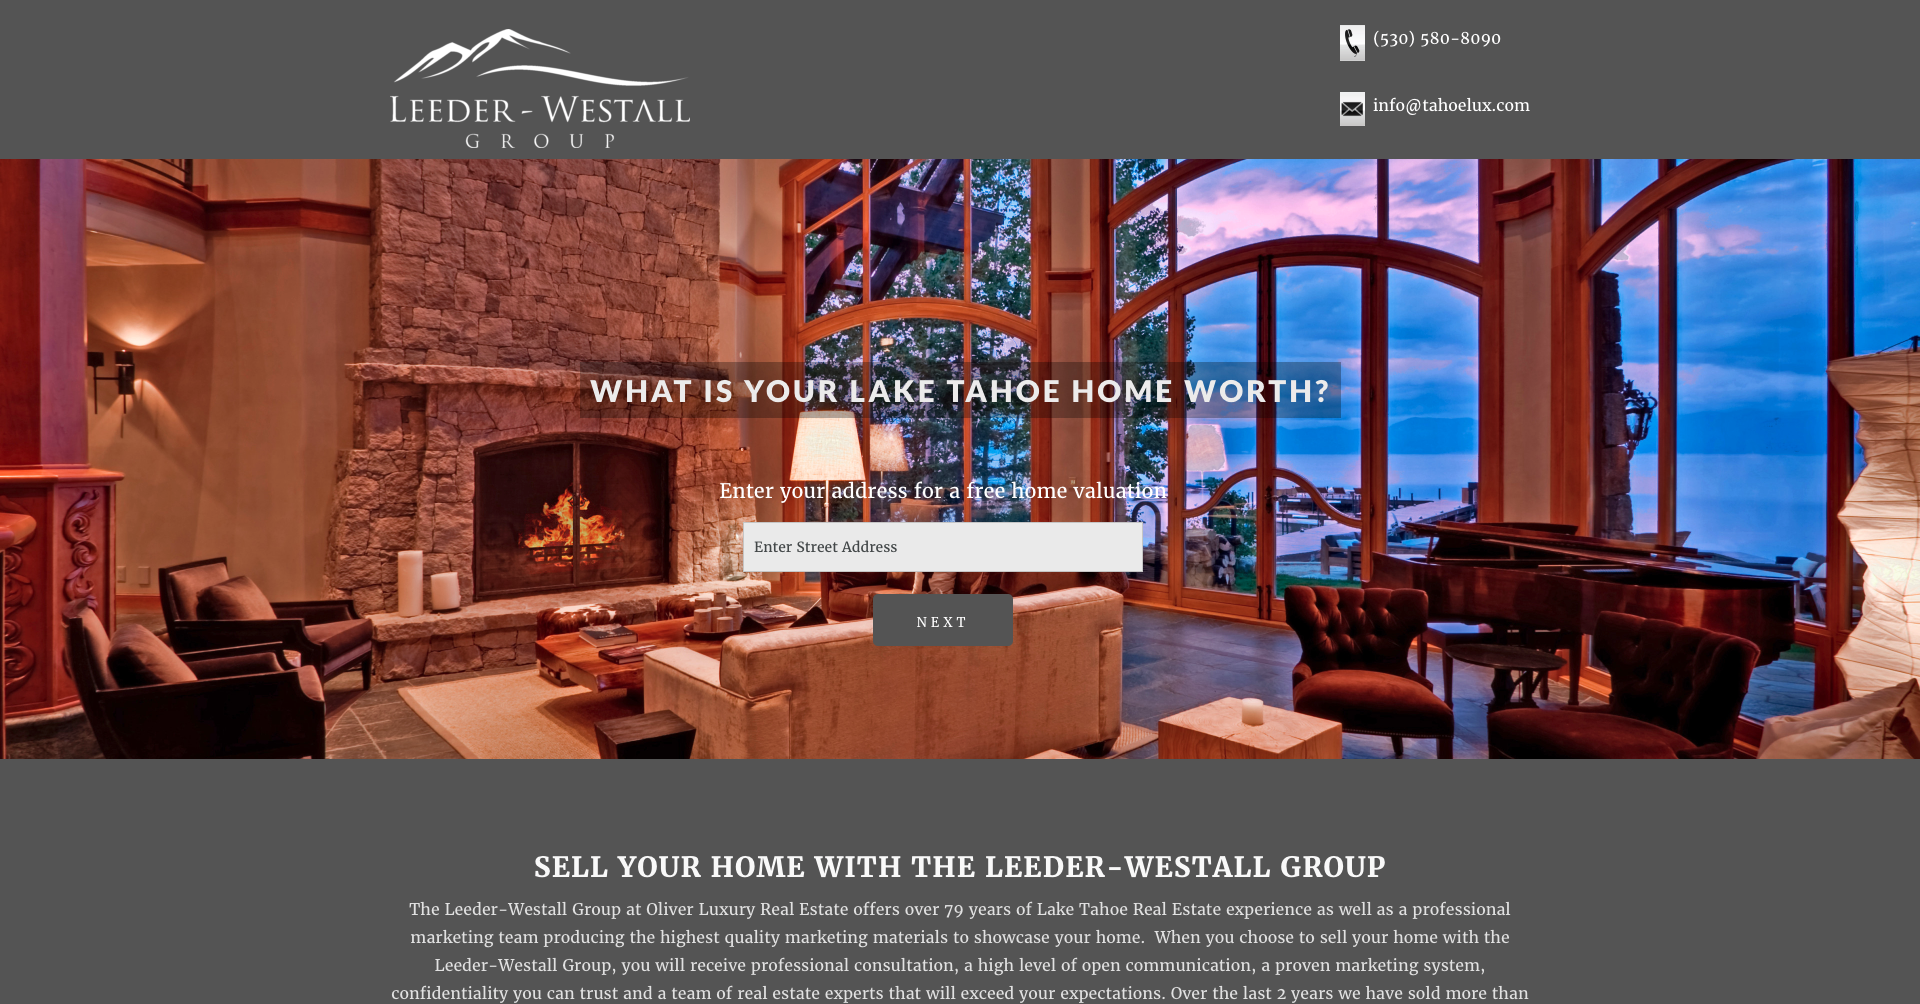 LEEDER - WESTALL
GROUP
(530) 580-8090
info@tahoelux.com
WHAT IS YOUR LAKE TAHOE HOME WORTH?
Enter your address for a free home valuation
Enter Street Address
NEXT
SELL YOUR HOME WITH THE LEEDER-WESTALL GROUP
The Leeder-Westall Group at Oliver Luxury Real Estate offers over 79 years of Lake Tahoe Real Estate experience as well as a professional
marketing team producing the highest quality marketing materials to showcase your home.  When you choose to sell your home with the
Leeder-Westall Group, you will receive professional consultation, a high level of open communication, a proven marketing system,
confidentiality you can trust and a team of real estate experts that will exceed your expectations. Over the last 2 years we have sold more than